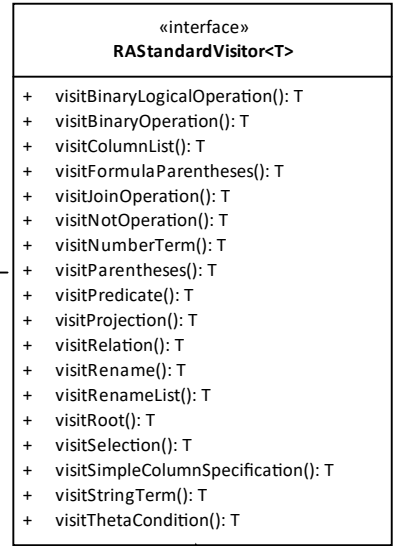 «interface»
RAStandardVisitor<T>
+ visitBinaryLogicalOperation(): T
+ visitBinaryOperation(): T
+ visitColumnList(): T
+ visitFormulaParentheses(): T
+ visitJoinOperation(): T
+ visitNotOperation(): T
+ visitNumberTerm(): T
+ visitParentheses(): T
+ visitPredicate(): T
+ visitProjection(): T
+ visitRelation(): T
+ visitRename(): T
+ visitRenameList(): T
+ visitRoot(): T
+ visitSelection(): T
+ visitSimpleColumnSpecification(): T
+ visitStringTerm(): T
+ visitThetaCondition(): T